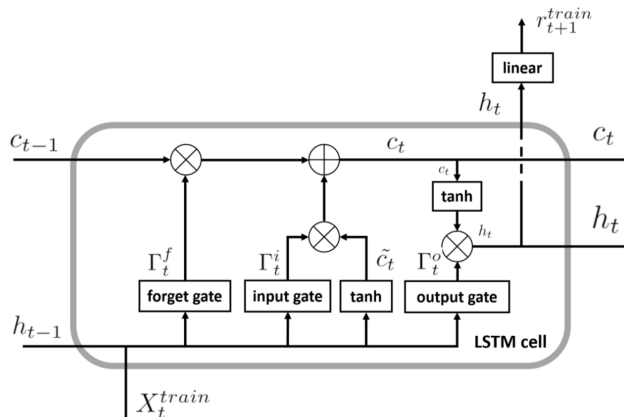 r_{t+1}^{train}
linear
h_t
c_{t-1}
c_t
c_t
c_t
tanh
h_t
h_t
Γ_t^f
Γ_t^i
c̃_t
Γ_t^o
forget gate
input gate
tanh
output gate
h_{t-1}
LSTM cell
X_t^{train}